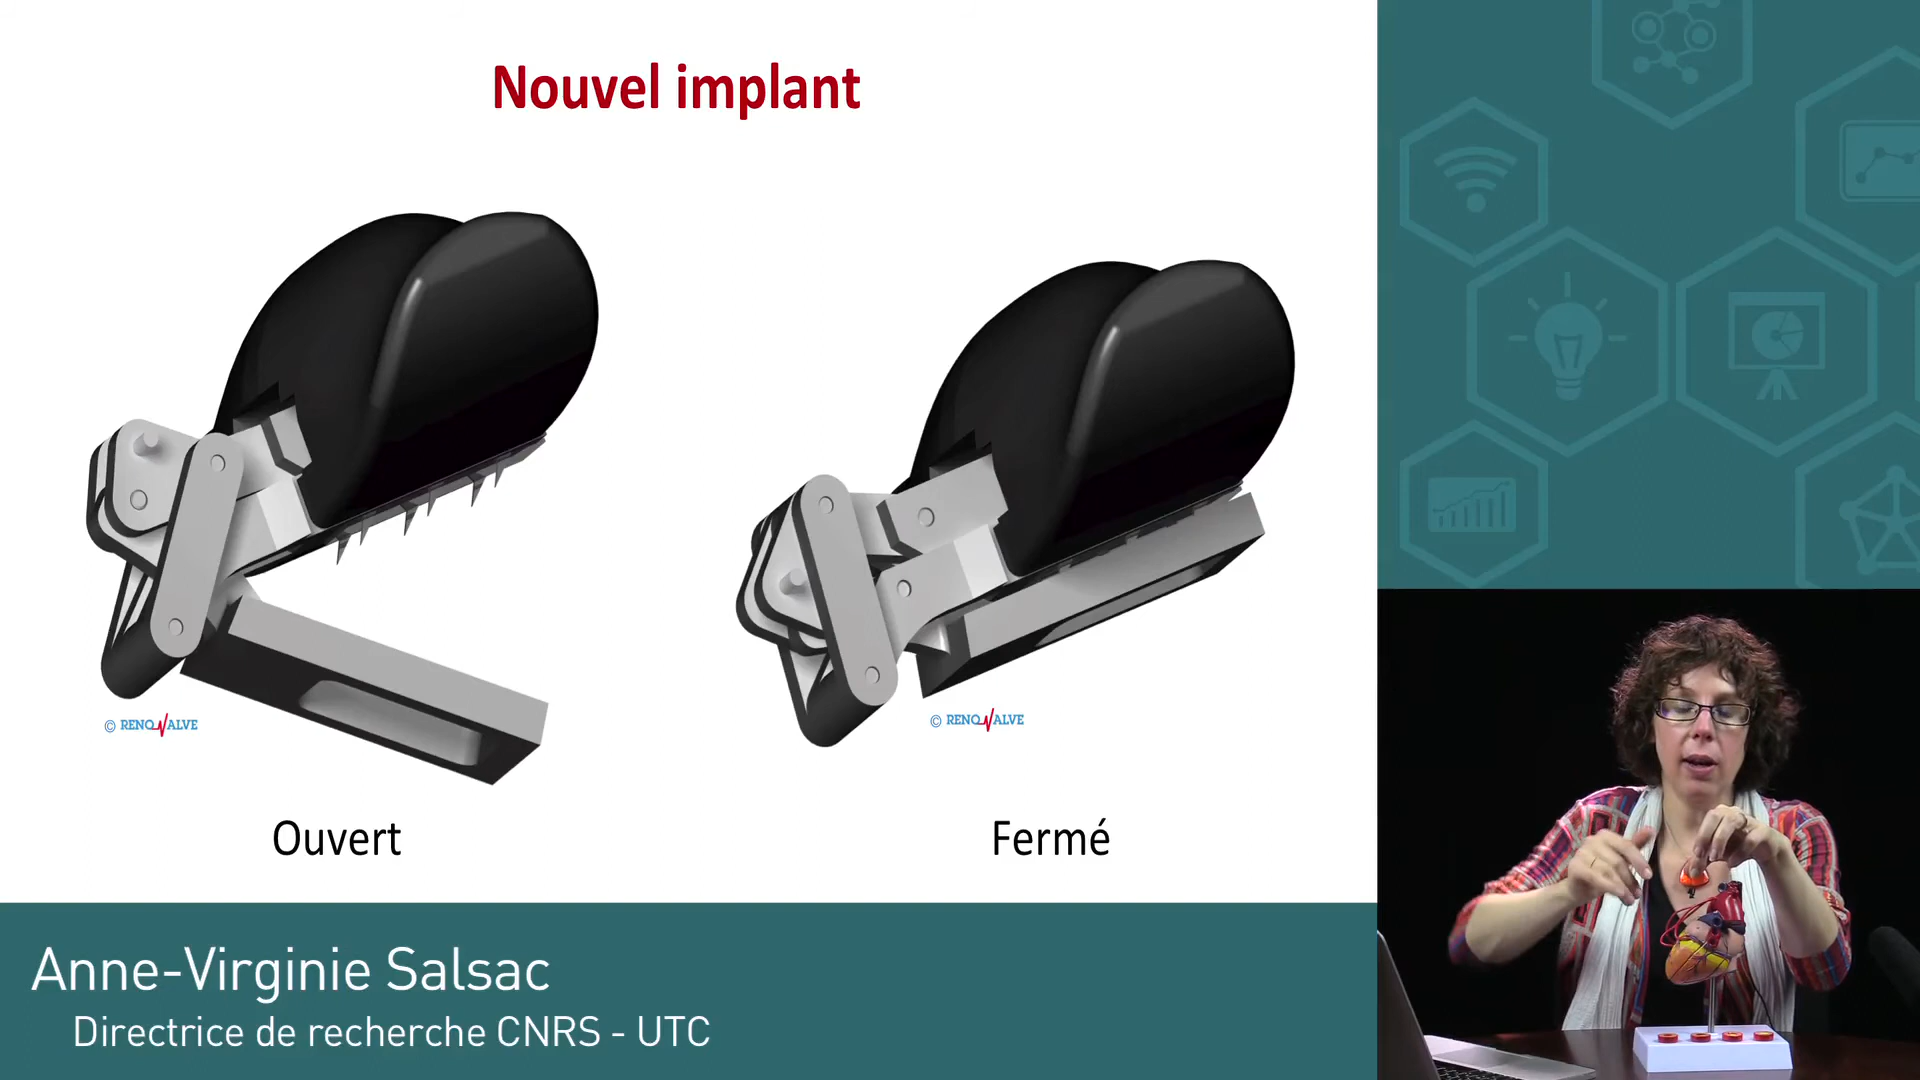 Nouvel implant
© RENOVALVE
© RENOVALVE
Ouvert
Fermé
Anne-Virginie Salsac
Directrice de recherche CNRS - UTC